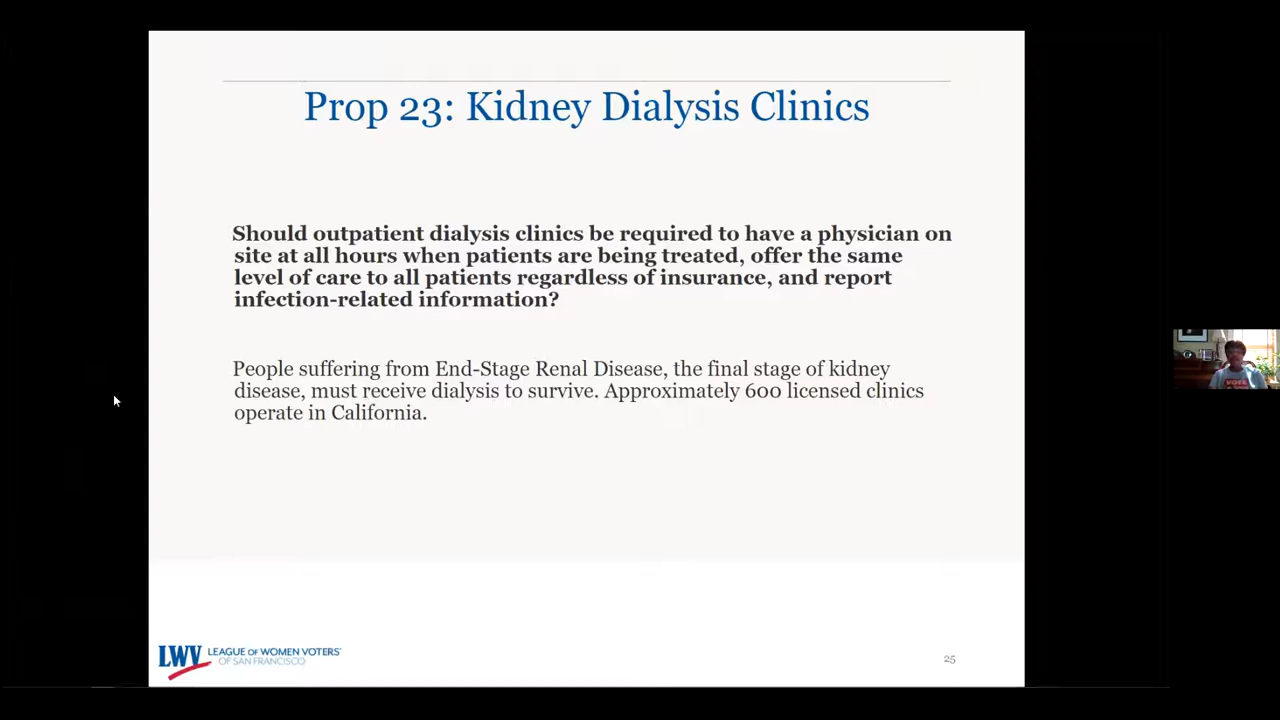 Prop 23: Kidney Dialysis Clinics
Should outpatient dialysis clinics be required to have a physician on
site at all hours when patients are being treated, offer the same
level of care to all patients regardless of insurance, and report
infection-related information?
People suffering from End-Stage Renal Disease, the final stage of kidney
disease, must receive dialysis to survive. Approximately 600 licensed clinics
operate in California.
LWV LEAGUE OF WOMEN VOTERS®
OF SAN FRANCISCO
25
VOTE